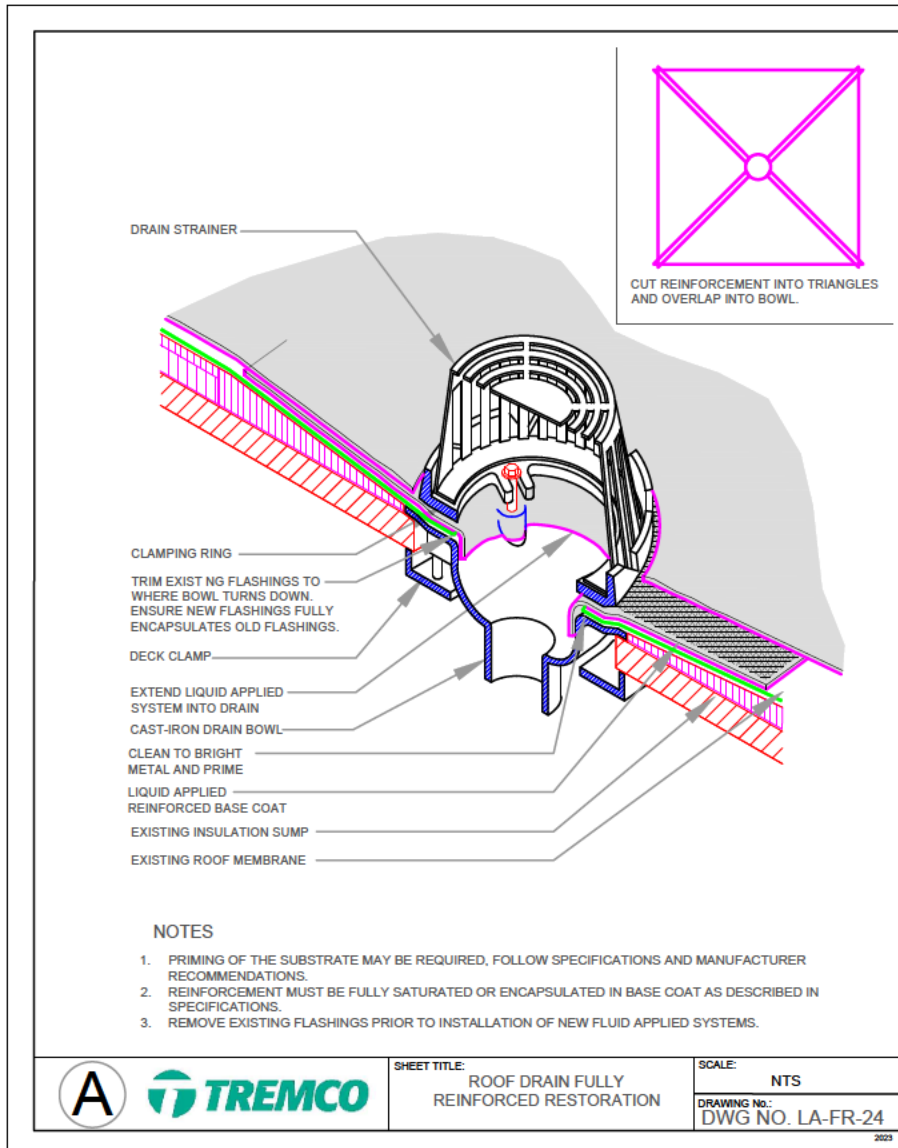 CUT REINFORCEMENT INTO TRIANGLES
AND OVERLAP INTO BOWL.
DRAIN STRAINER
CLAMPING RING
TRIM EXIST NG FLASHINGS TO
WHERE BOWL TURNS DOWN.
ENSURE NEW FLASHINGS FULLY
ENCAPSULATES OLD FLASHINGS.
DECK CLAMP
EXTEND LIQUID APPLIED
SYSTEM INTO DRAIN
CAST-IRON DRAIN BOWL
CLEAN TO BRIGHT
METAL AND PRIME
LIQUID APPLIED
REINFORCED BASE COAT
EXISTING INSULATION SUMP
EXISTING ROOF MEMBRANE
NOTES
1. PRIMING OF THE SUBSTRATE MAY BE REQUIRED, FOLLOW SPECIFICATIONS AND MANUFACTURER
RECOMMENDATIONS.
2. REINFORCEMENT MUST BE FULLY SATURATED OR ENCAPSULATED IN BASE COAT AS DESCRIBED IN
SPECIFICATIONS.
3. REMOVE EXISTING FLASHINGS PRIOR TO INSTALLATION OF NEW FLUID APPLIED SYSTEMS.
A
TREMCO
SHEET TITLE:
ROOF DRAIN FULLY
REINFORCED RESTORATION
SCALE:
NTS
DRAWING No.:
DWG NO. LA-FR-24
2023